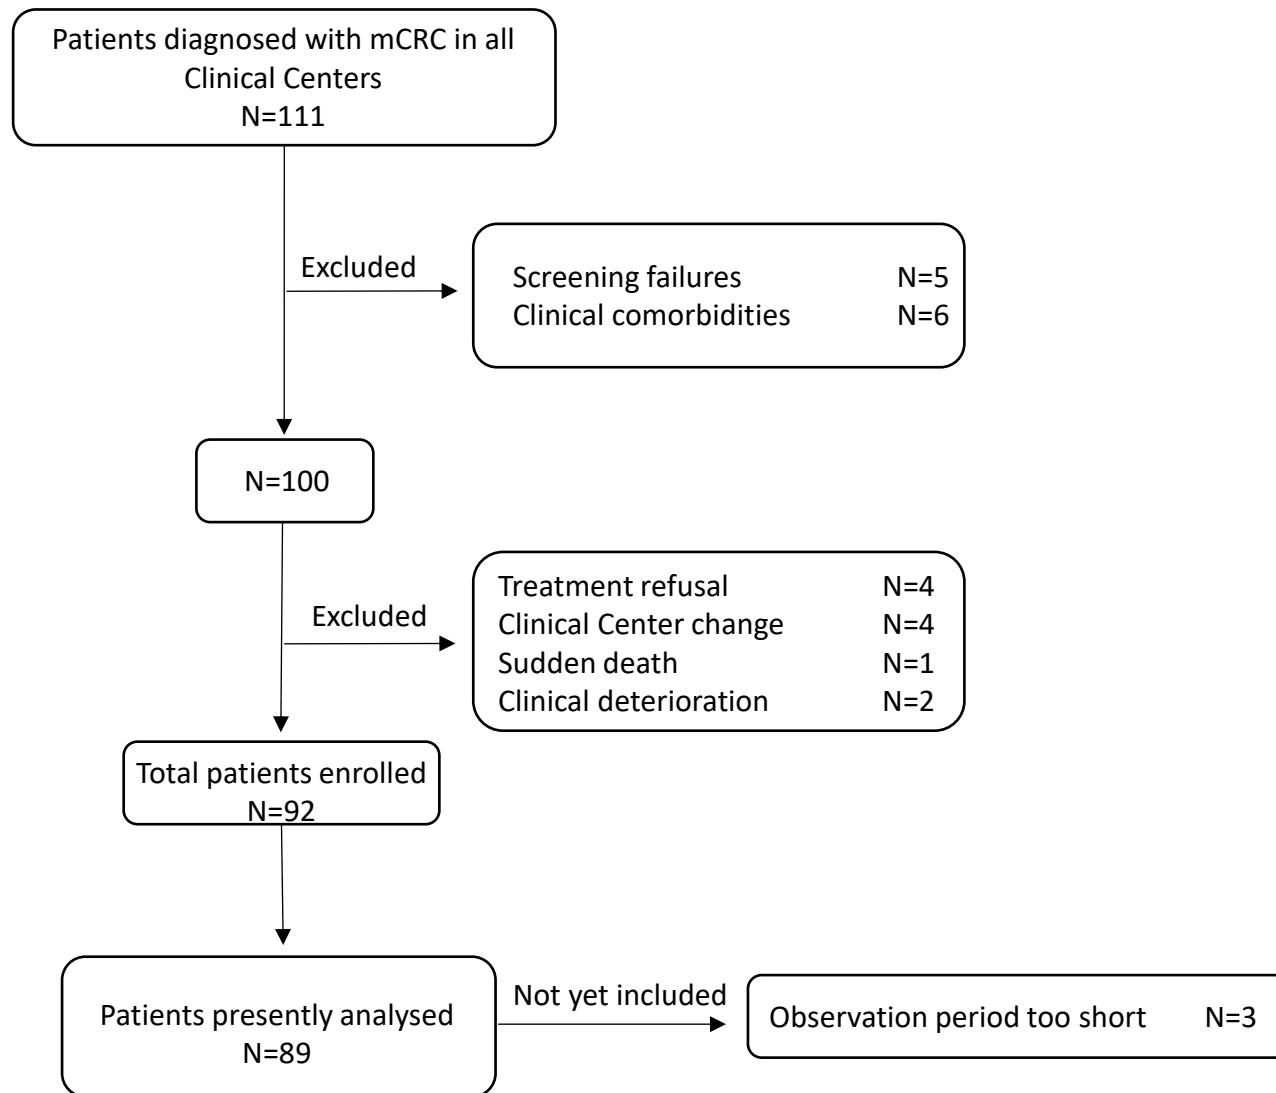 Patients diagnosed with mCRC in all
Clinical Centers
N=111
Excluded
Screening failures N=5
Clinical comorbidities N=6
N=100
Excluded
Treatment refusal N=4
Clinical Center change N=4
Sudden death N=1
Clinical deterioration N=2
Total patients enrolled
N=92
Patients presently analysed
N=89
Not yet included
Observation period too short N=3